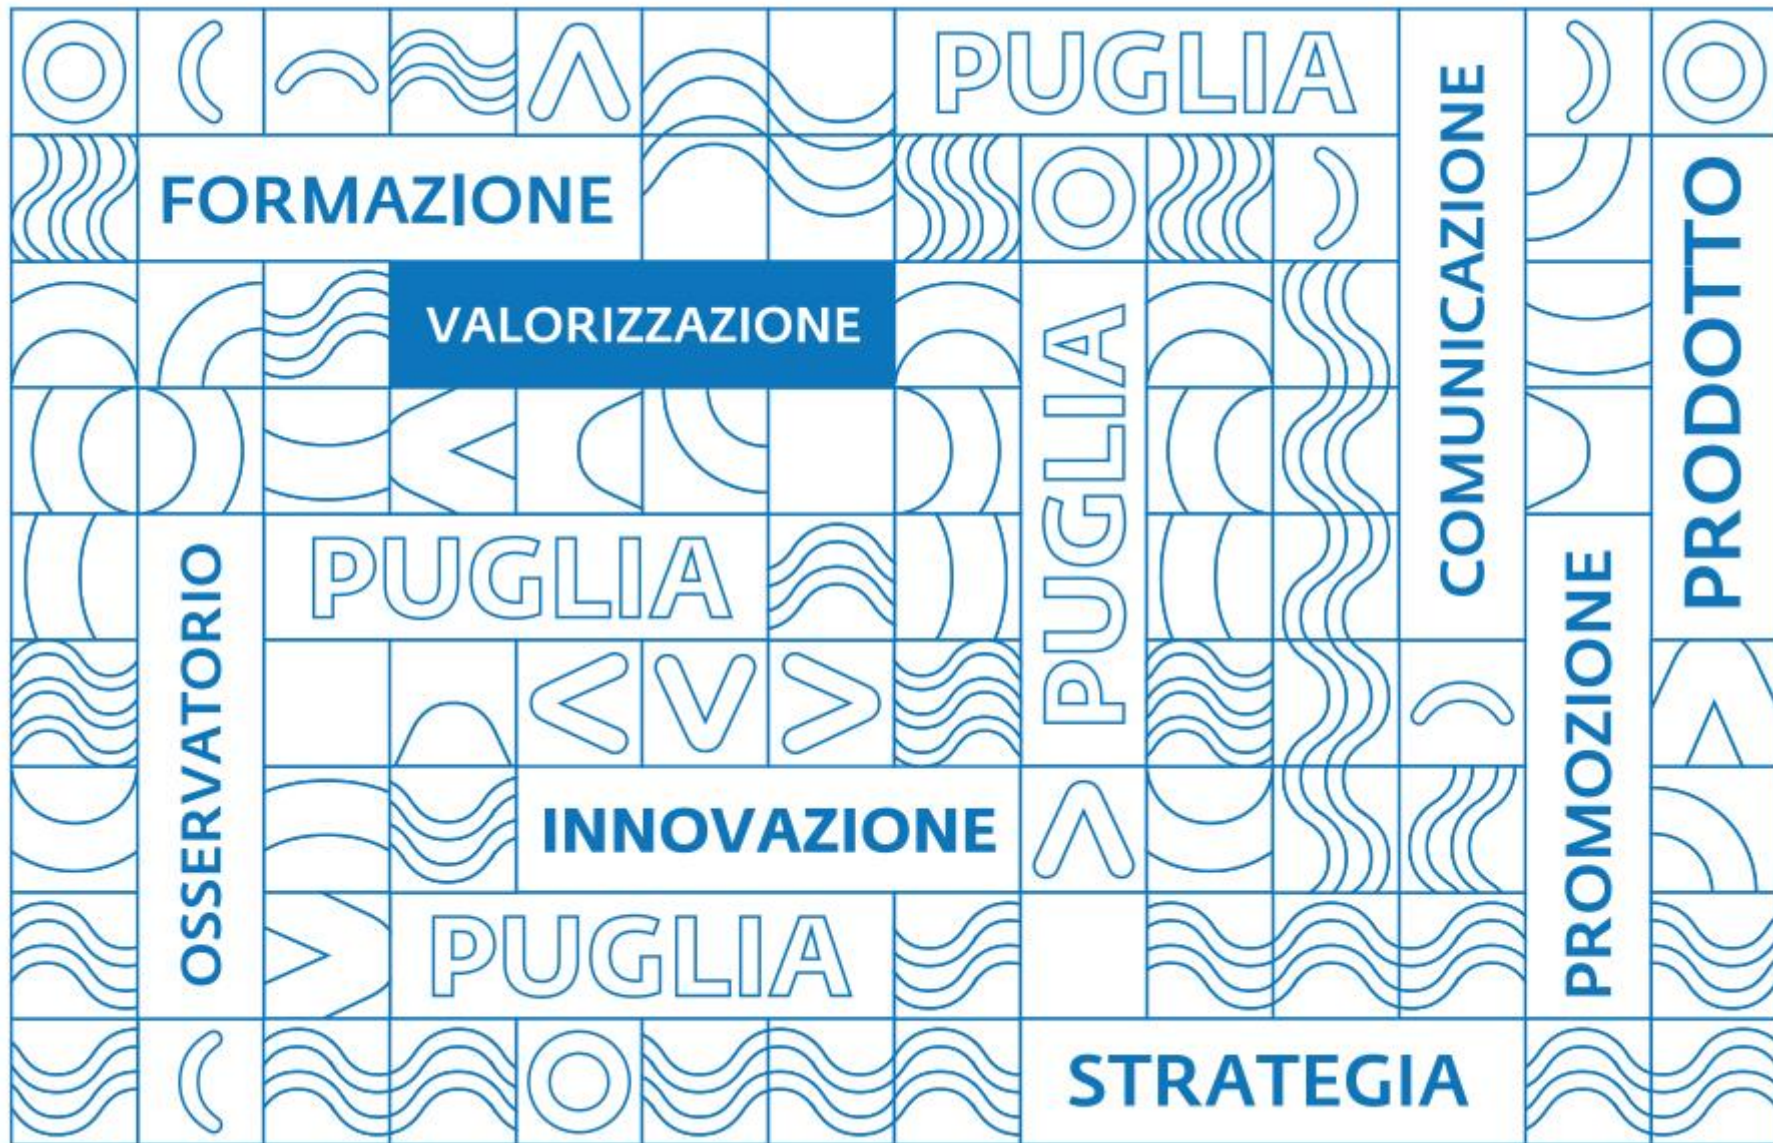 PUGLIA
COMUNICAZIONE
PRODOTTO
FORMAZIONE
VALORIZZAZIONE
PUGLIA
OSSERVATORIO
PUGLIA
PROMOZIONE
INNOVAZIONE
PUGLIA
STRATEGIA